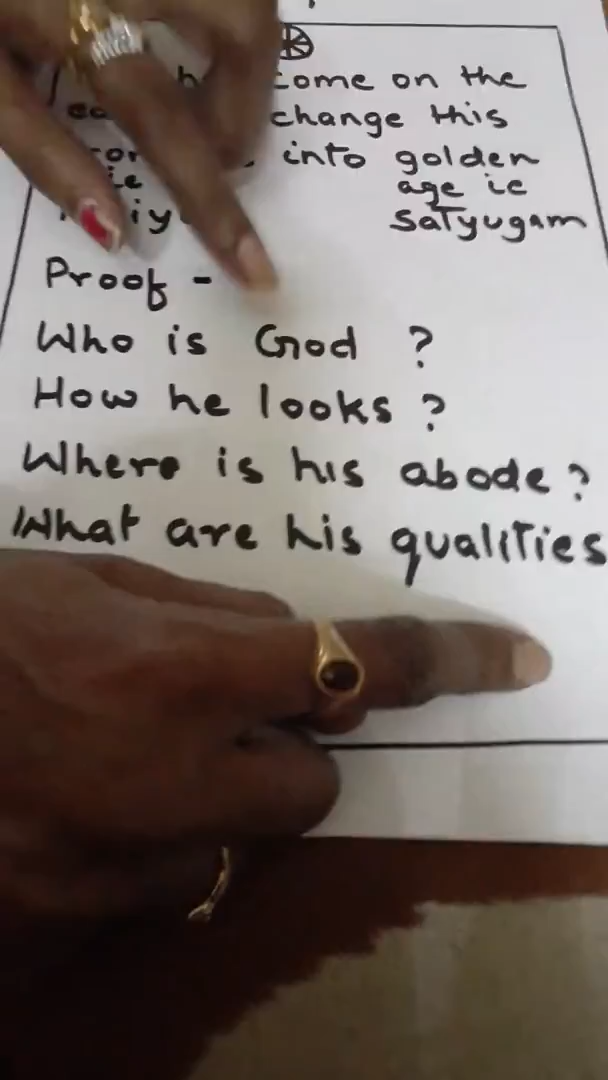 come on the
change this
into golden
age ie
satyugam
Proof -
Who is God ?
How he looks ?
Where is his abode?
What are his qualities